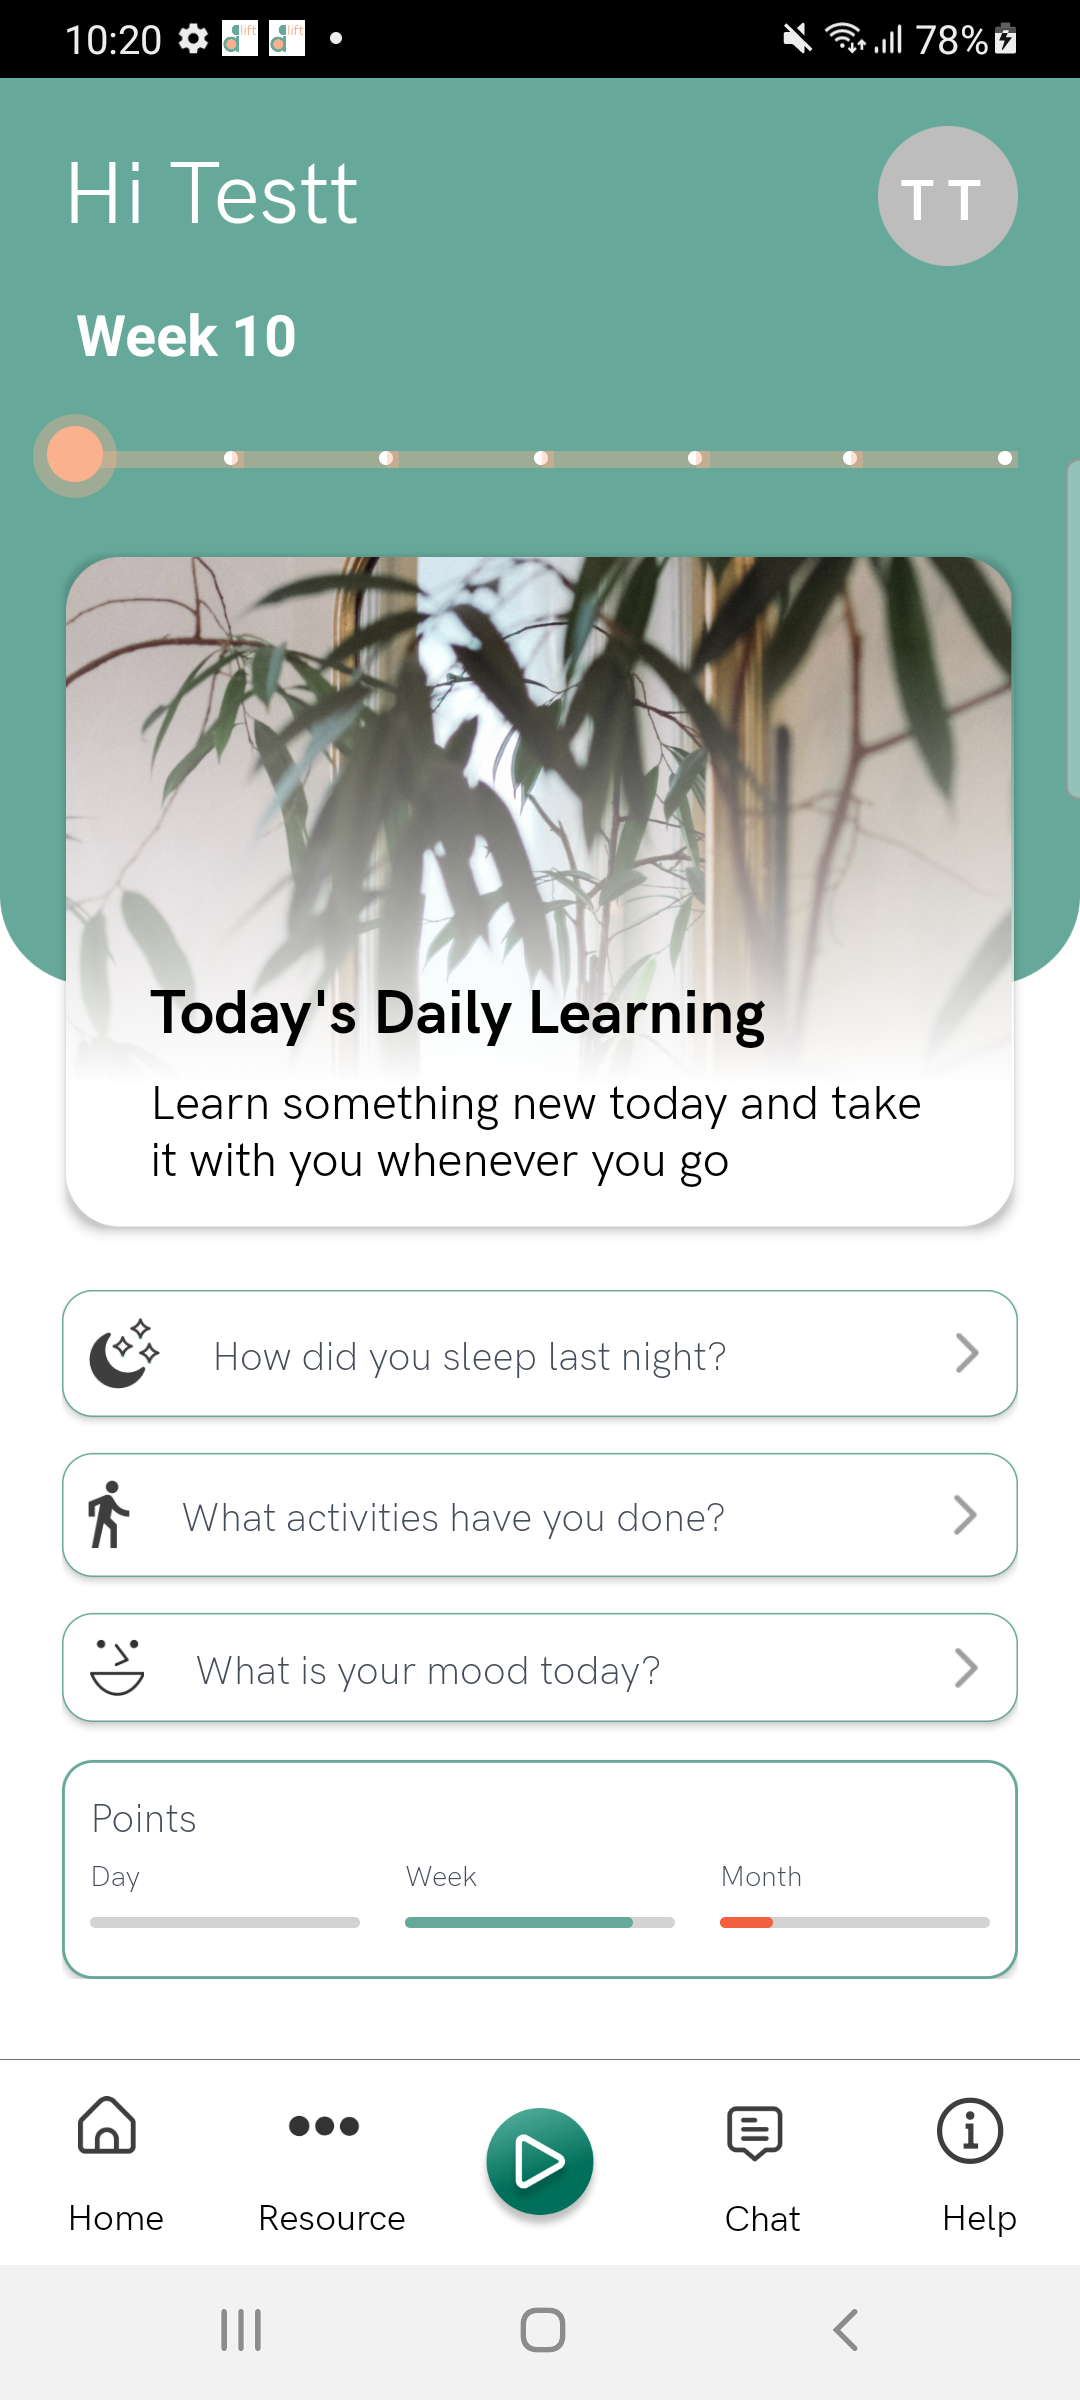 10:20
lift
lift
78%
Hi Testt
TT
Week 10
Today's Daily Learning
Learn something new today and take
it with you whenever you go
How did you sleep last night?
What activities have you done?
What is your mood today?
Points
Day Week Month
Home Resource Chat Help